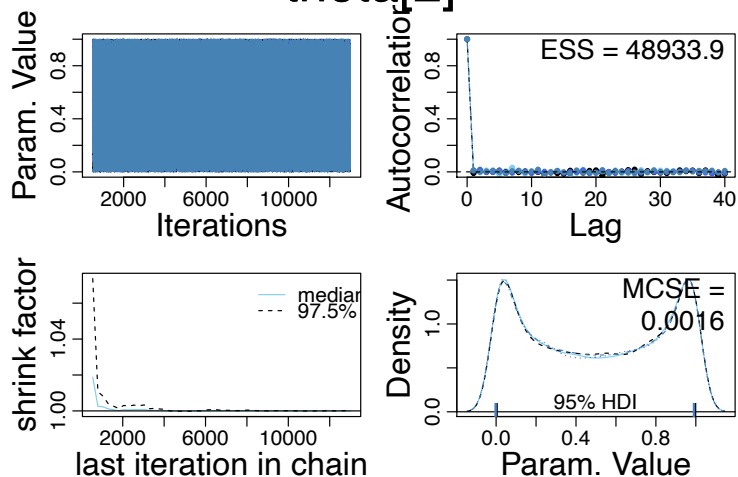 theta[2]
Param. Value
0.0 0.4 0.8
2000 6000 10000
Iterations
Autocorrelation
0.0 0.4 0.8
ESS = 48933.9
0 10 20 30 40
Lag
shrink factor
1.00 1.04
median
97.5%
2000 6000 10000
last iteration in chain
Density
0.0 1.0
MCSE =
0.0016
95% HDI
0.0 0.4 0.8
Param. Value